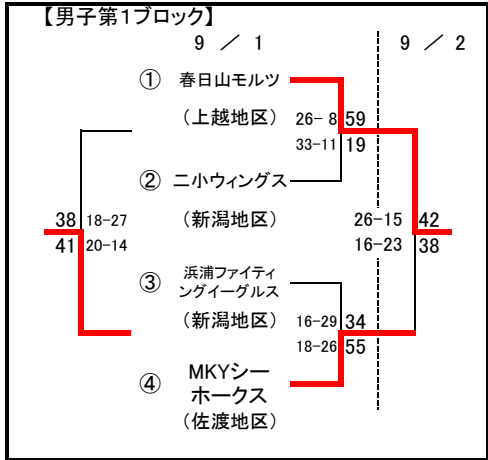 【男子第1ブロック】
9 ／ 1
9 ／ 2
① 春日山モルツ
（上越地区）
26- 8 59
33-11 19
② 二小ウィングス
（新潟地区）
38 18-27
41 20-14
26-15 42
16-23 38
③ 浜浦ファイティ
ングイーグルス
（新潟地区）
16-29 34
18-26 55
④ MKYシー
ホークス
（佐渡地区）